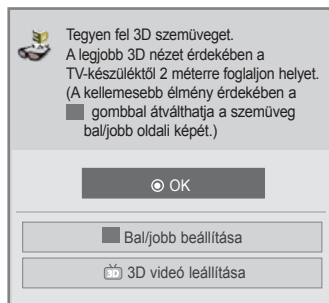 Tegyen fel 3D szemüveget.
A legjobb 3D nézet érdekében a
TV-készüléktől 2 méterre foglaljon helyet.
(A kellemesebb élmény érdekében a
gombbal átválthatja a szemüveg
bal/jobb oldali képét.)
OK
Bal/jobb beállítása
3D 3D videó leállítása